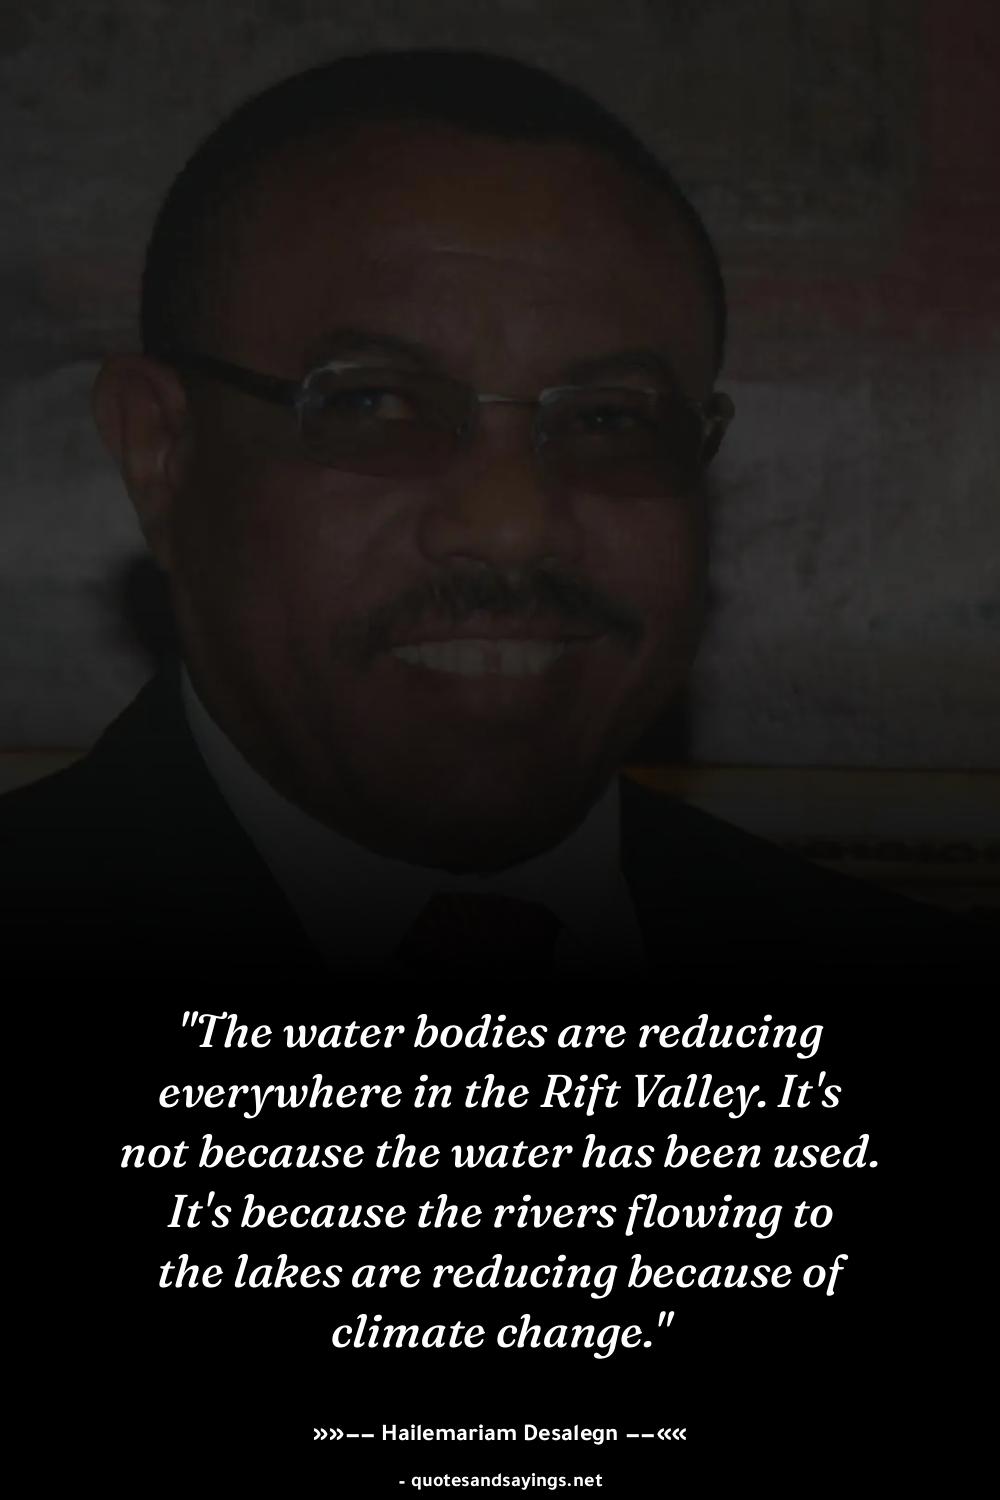 "The water bodies are reducing
everywhere in the Rift Valley. It's
not because the water has been used.
It's because the rivers flowing to
the lakes are reducing because of
climate change."
»»–– Hailemariam Desalegn ––««
- quotesandsayings.net